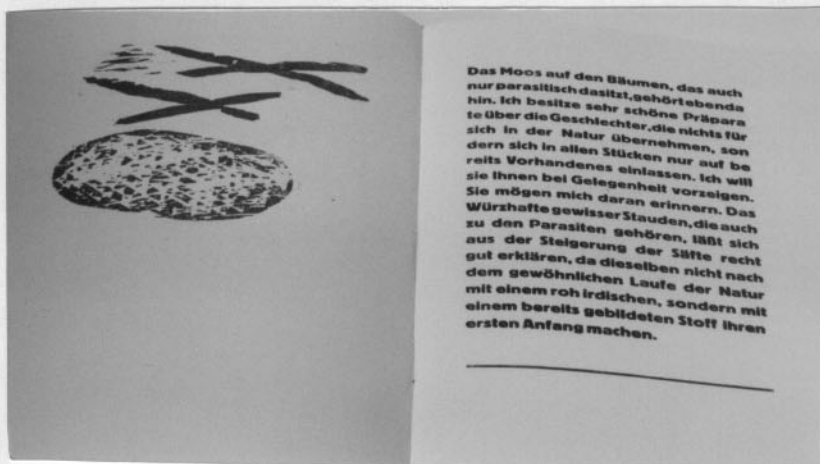 Das Moos auf den Bäumen, das auch
nur parasitisch dasitzt, gehört ebenda
hin. Ich besitze sehr schöne Präpara
te über die Geschlechter, die nichts für
sich in der Natur übernehmen, son
dern sich in allen Stücken nur auf be
reits Vorhandenes einlassen. Ich will
sie Ihnen bei Gelegenheit vorzeigen.
Sie mögen mich daran erinnern. Das
Würzhafte gewisser Stauden, die auch
zu den Parasiten gehören, läßt sich
aus der Steigerung der Säfte recht
gut erklären, da dieselben nicht nach
dem gewöhnlichen Laufe der Natur
mit einem roh irdischen, sondern mit
einem bereits gebildeten Stoff ihren
ersten Anfang machen.